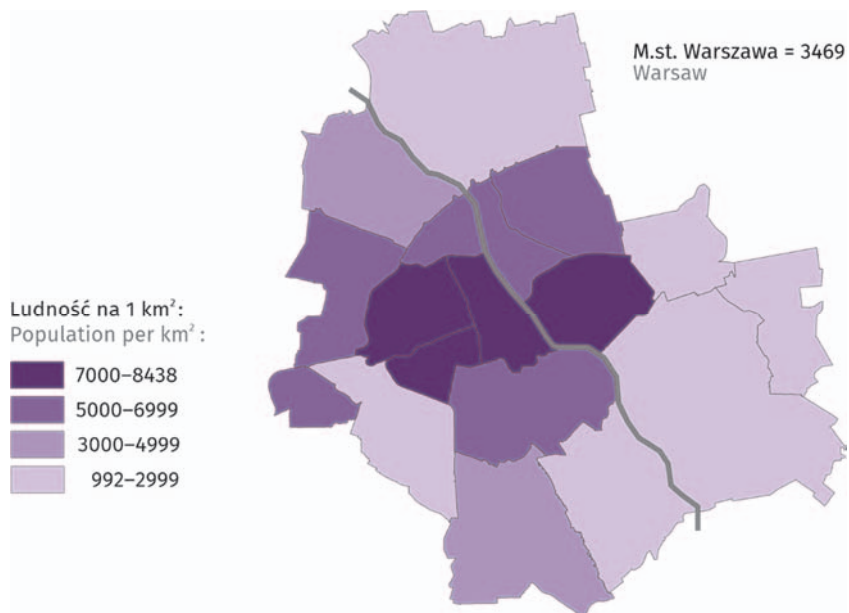 M.st. Warszawa = 3469
Warsaw
Ludność na 1 km²:
Population per km²:
7000–8438
5000–6999
3000–4999
992–2999